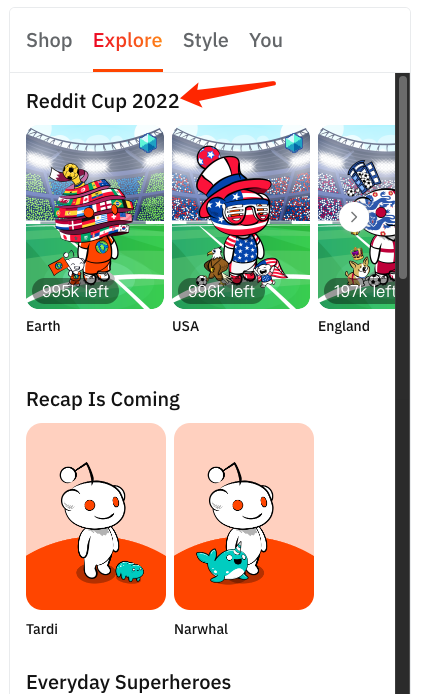 Shop Explore Style You
Reddit Cup 2022
995k left 996k left 197k left
Earth USA England
Recap Is Coming
Tardi Narwhal
Everyday Superheroes